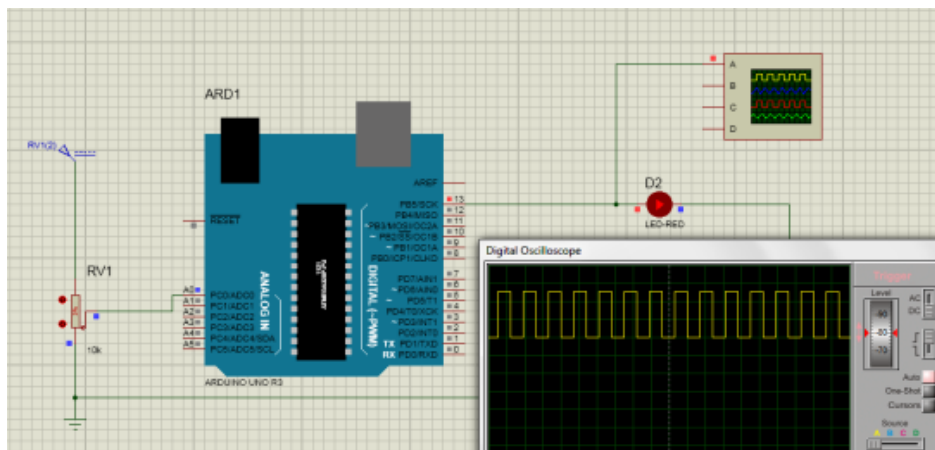 ARD1
RV1(2)
RV1
10k
ARDUINO UNO R3
RESET
AREF
PB5/SCK
13
PB4/MISO
12
PB3/MOSI/OC2A
11
~ PB2/SS/OC1B
10
~ PB1/OC1A
9
PB0/ICP1/CLKO
8
PD7/AIN1
7
~ PD6/AIN0
6
~ PD5/T1
5
PD4/T0/XCK
4
~ PD3/INT1
3
PD2/INT0
2
TX PD1/TXD
1
RX PD0/RXD
0
A0
PC0/ADC0
A1
PC1/ADC1
A2
PC2/ADC2
A3
PC3/ADC3
A4
PC4/ADC4/SDA
A5
PC5/ADC5/SCL
ANALOG IN
DIGITAL (~PWM)
A
B
C
D
D2
LED-RED
Digital Oscilloscope
Trigger
Level
-90
-80
-70
AC
DC
Auto
One-Shot
Cursors
Source
A B C D